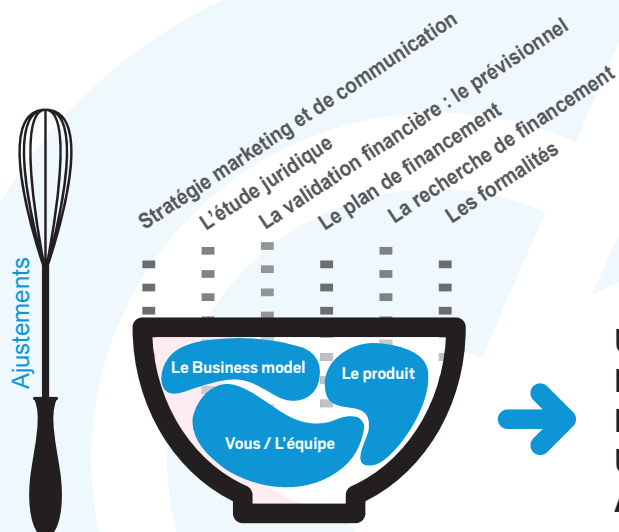 Stratégie marketing et de communication
L'étude juridique
La validation financière : le prévisionnel
Le plan de financement
La recherche de financement
Les formalités
Ajustements
Le Business model
Le produit
Vous / L'équipe